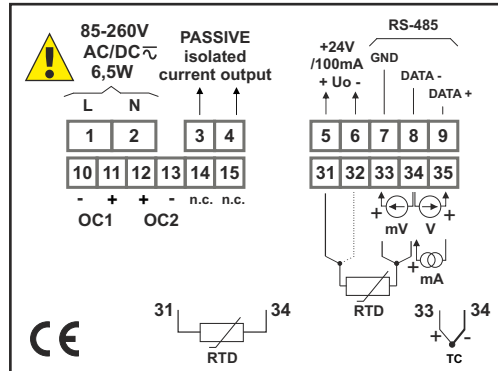 85-260V
AC/DC
6,5W
L N
PASSIVE
isolated
current output
+24V
/100mA
+ Uo -
RS-485
GND
DATA -
DATA +
1 2 3 4 5 6 7 8 9
10 11 12 13 14 15 31 32 33 34 35
- + + - n.c. n.c.
OC1 OC2
+ + 
mV V
+
mA
RTD
31 34
RTD
33 34
+ -
TC
CE